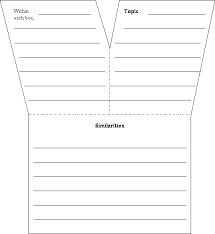 Within
each box,
Topic
Similarities